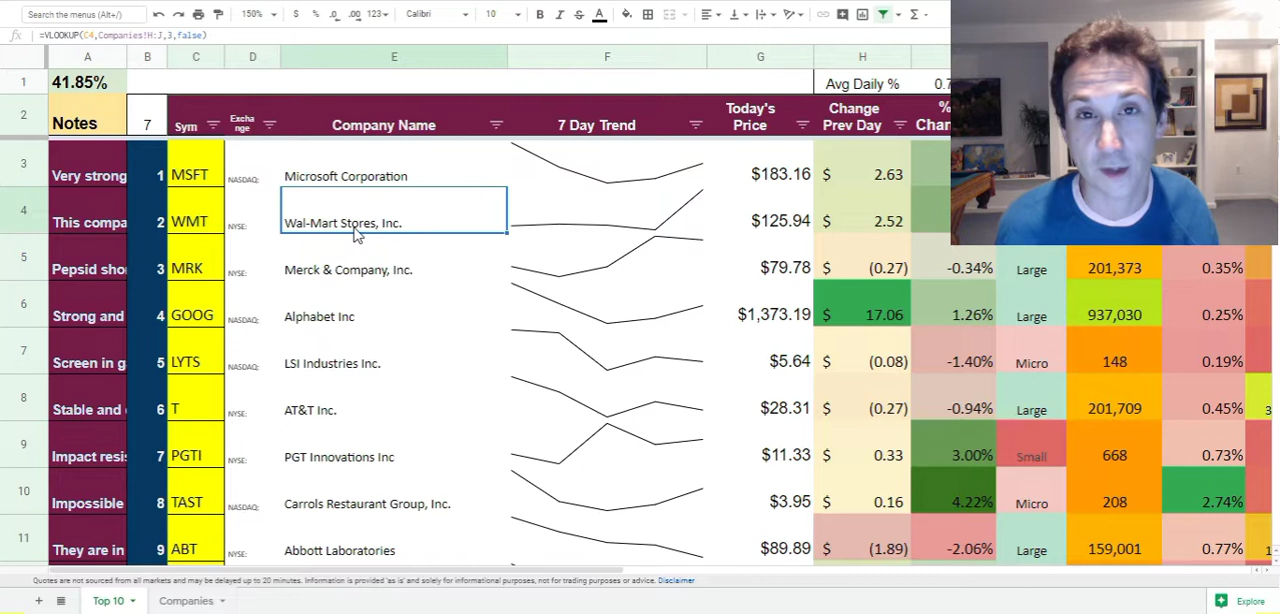 Search the menus (Alt+/) 150% $ % .0 .00 123 Calibri 10 B I S A Σ
fx =VLOOKUP(C4,Companies!H:J,3,false)
A B C D E F G H
1 41.85% Avg Daily % 0.7
2 Notes 7 Sym Excha nge Company Name 7 Day Trend Today's Price Change Prev Day % Chan
3 Very strong 1 MSFT NASDAQ: Microsoft Corporation $183.16 $ 2.63
4 This compa 2 WMT NYSE: Wal-Mart Stores, Inc. $125.94 $ 2.52
5 Pepsid sho 3 MRK NYSE: Merck & Company, Inc. $79.78 $ (0.27) -0.34% Large 201,373 0.35%
6 Strong and 4 GOOG NASDAQ: Alphabet Inc $1,373.19 $ 17.06 1.26% Large 937,030 0.25%
7 Screen in g 5 LYTS NASDAQ: LSI Industries Inc. $5.64 $ (0.08) -1.40% Micro 148 0.19%
8 Stable and 6 T NYSE: AT&T Inc. $28.31 $ (0.27) -0.94% Large 201,709 0.45% 3
9 Impact resis 7 PGTI NYSE: PGT Innovations Inc $11.33 $ 0.33 3.00% Small 668 0.73%
10 Impossible 8 TAST NASDAQ: Carrols Restaurant Group, Inc. $3.95 $ 0.16 4.22% Micro 208 2.74%
11 They are in 9 ABT NYSE: Abbott Laboratories $89.89 $ (1.89) -2.06% Large 159,001 0.77% 1
Quotes are not sourced from all markets and may be delayed up to 20 minutes. Information is provided 'as is' and solely for informational purposes, not for trading purposes or advice. Disclaimer
+ Top 10 Companies Explore